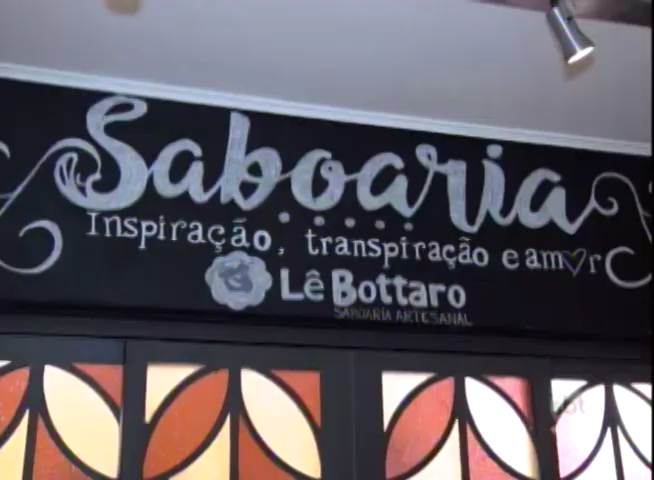 Saboaria
Inspiração, transpiração e amor
Lê Bottaro
SABOARIA ARTESANAL